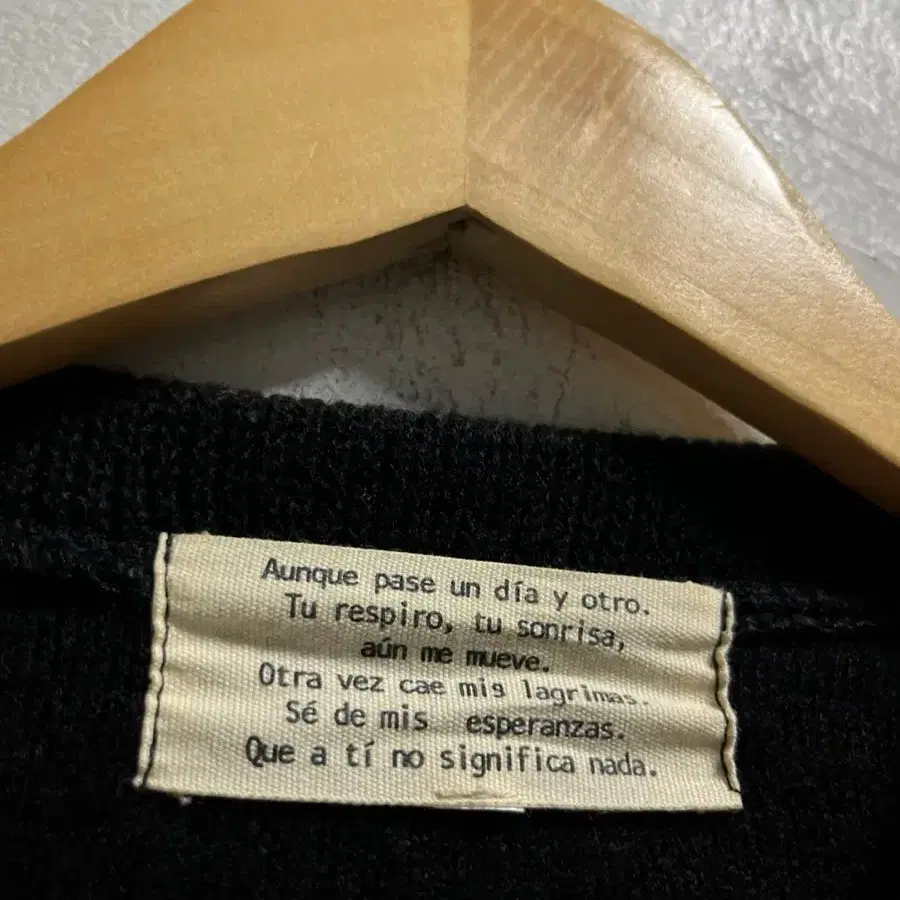 Aunque pase un día y otro.
Tu respiro, tu sonrisa,
aún me mueve.
Otra vez cae mis lagrimas.
Sé de mis esperanzas.
Que a tí no significa nada.